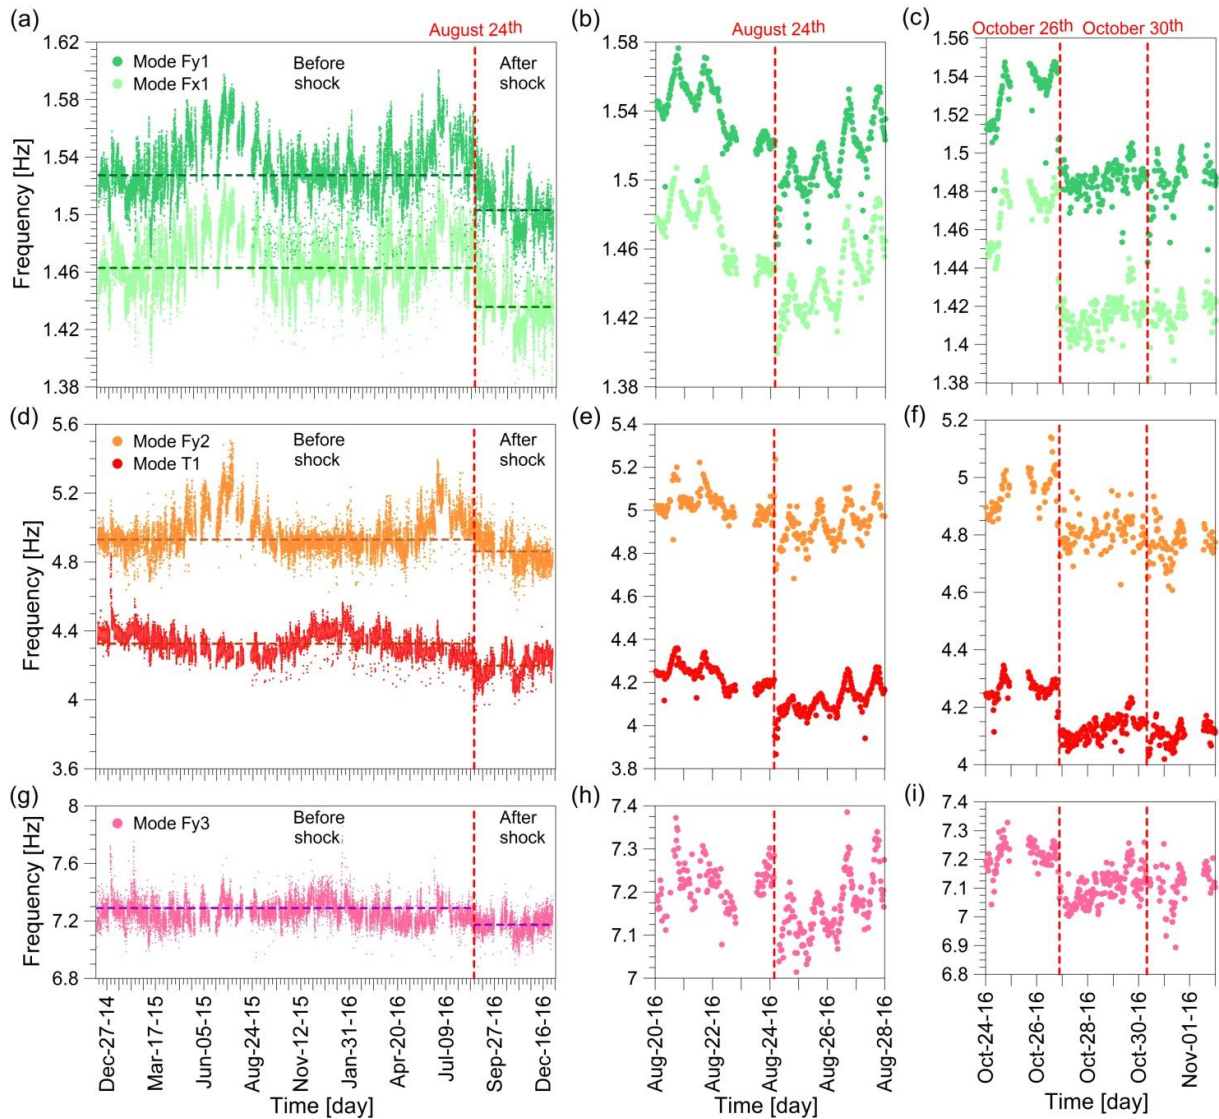 (a)
August 24th
Mode Fy1
Mode Fx1
Before
shock
After
shock
1.62
1.58
1.54
1.5
1.46
1.42
1.38
Frequency [Hz]
(b)
August 24th
1.58
1.54
1.5
1.46
1.42
1.38
(c)
October 26th October 30th
1.56
1.54
1.52
1.5
1.48
1.46
1.44
1.42
1.4
1.38
(d)
Mode Fy2
Mode T1
Before
shock
After
shock
5.6
5.2
4.8
4.4
4
3.6
Frequency [Hz]
(e)
5.4
5.2
5
4.8
4.6
4.4
4.2
4
3.8
(f)
5.2
5
4.8
4.6
4.4
4.2
4
(g)
Mode Fy3
Before
shock
After
shock
8
7.6
7.2
6.8
Frequency [Hz]
Dec-27-14
Mar-17-15
Jun-05-15
Aug-24-15
Nov-12-15
Jan-31-16
Apr-20-16
Jul-09-16
Sep-27-16
Dec-16-16
Time [day]
(h)
7.4
7.3
7.2
7.1
7
Aug-20-16
Aug-22-16
Aug-24-16
Aug-26-16
Aug-28-16
Time [day]
(i)
7.4
7.3
7.2
7.1
7
6.9
6.8
Oct-24-16
Oct-26-16
Oct-28-16
Oct-30-16
Nov-01-16
Time [day]